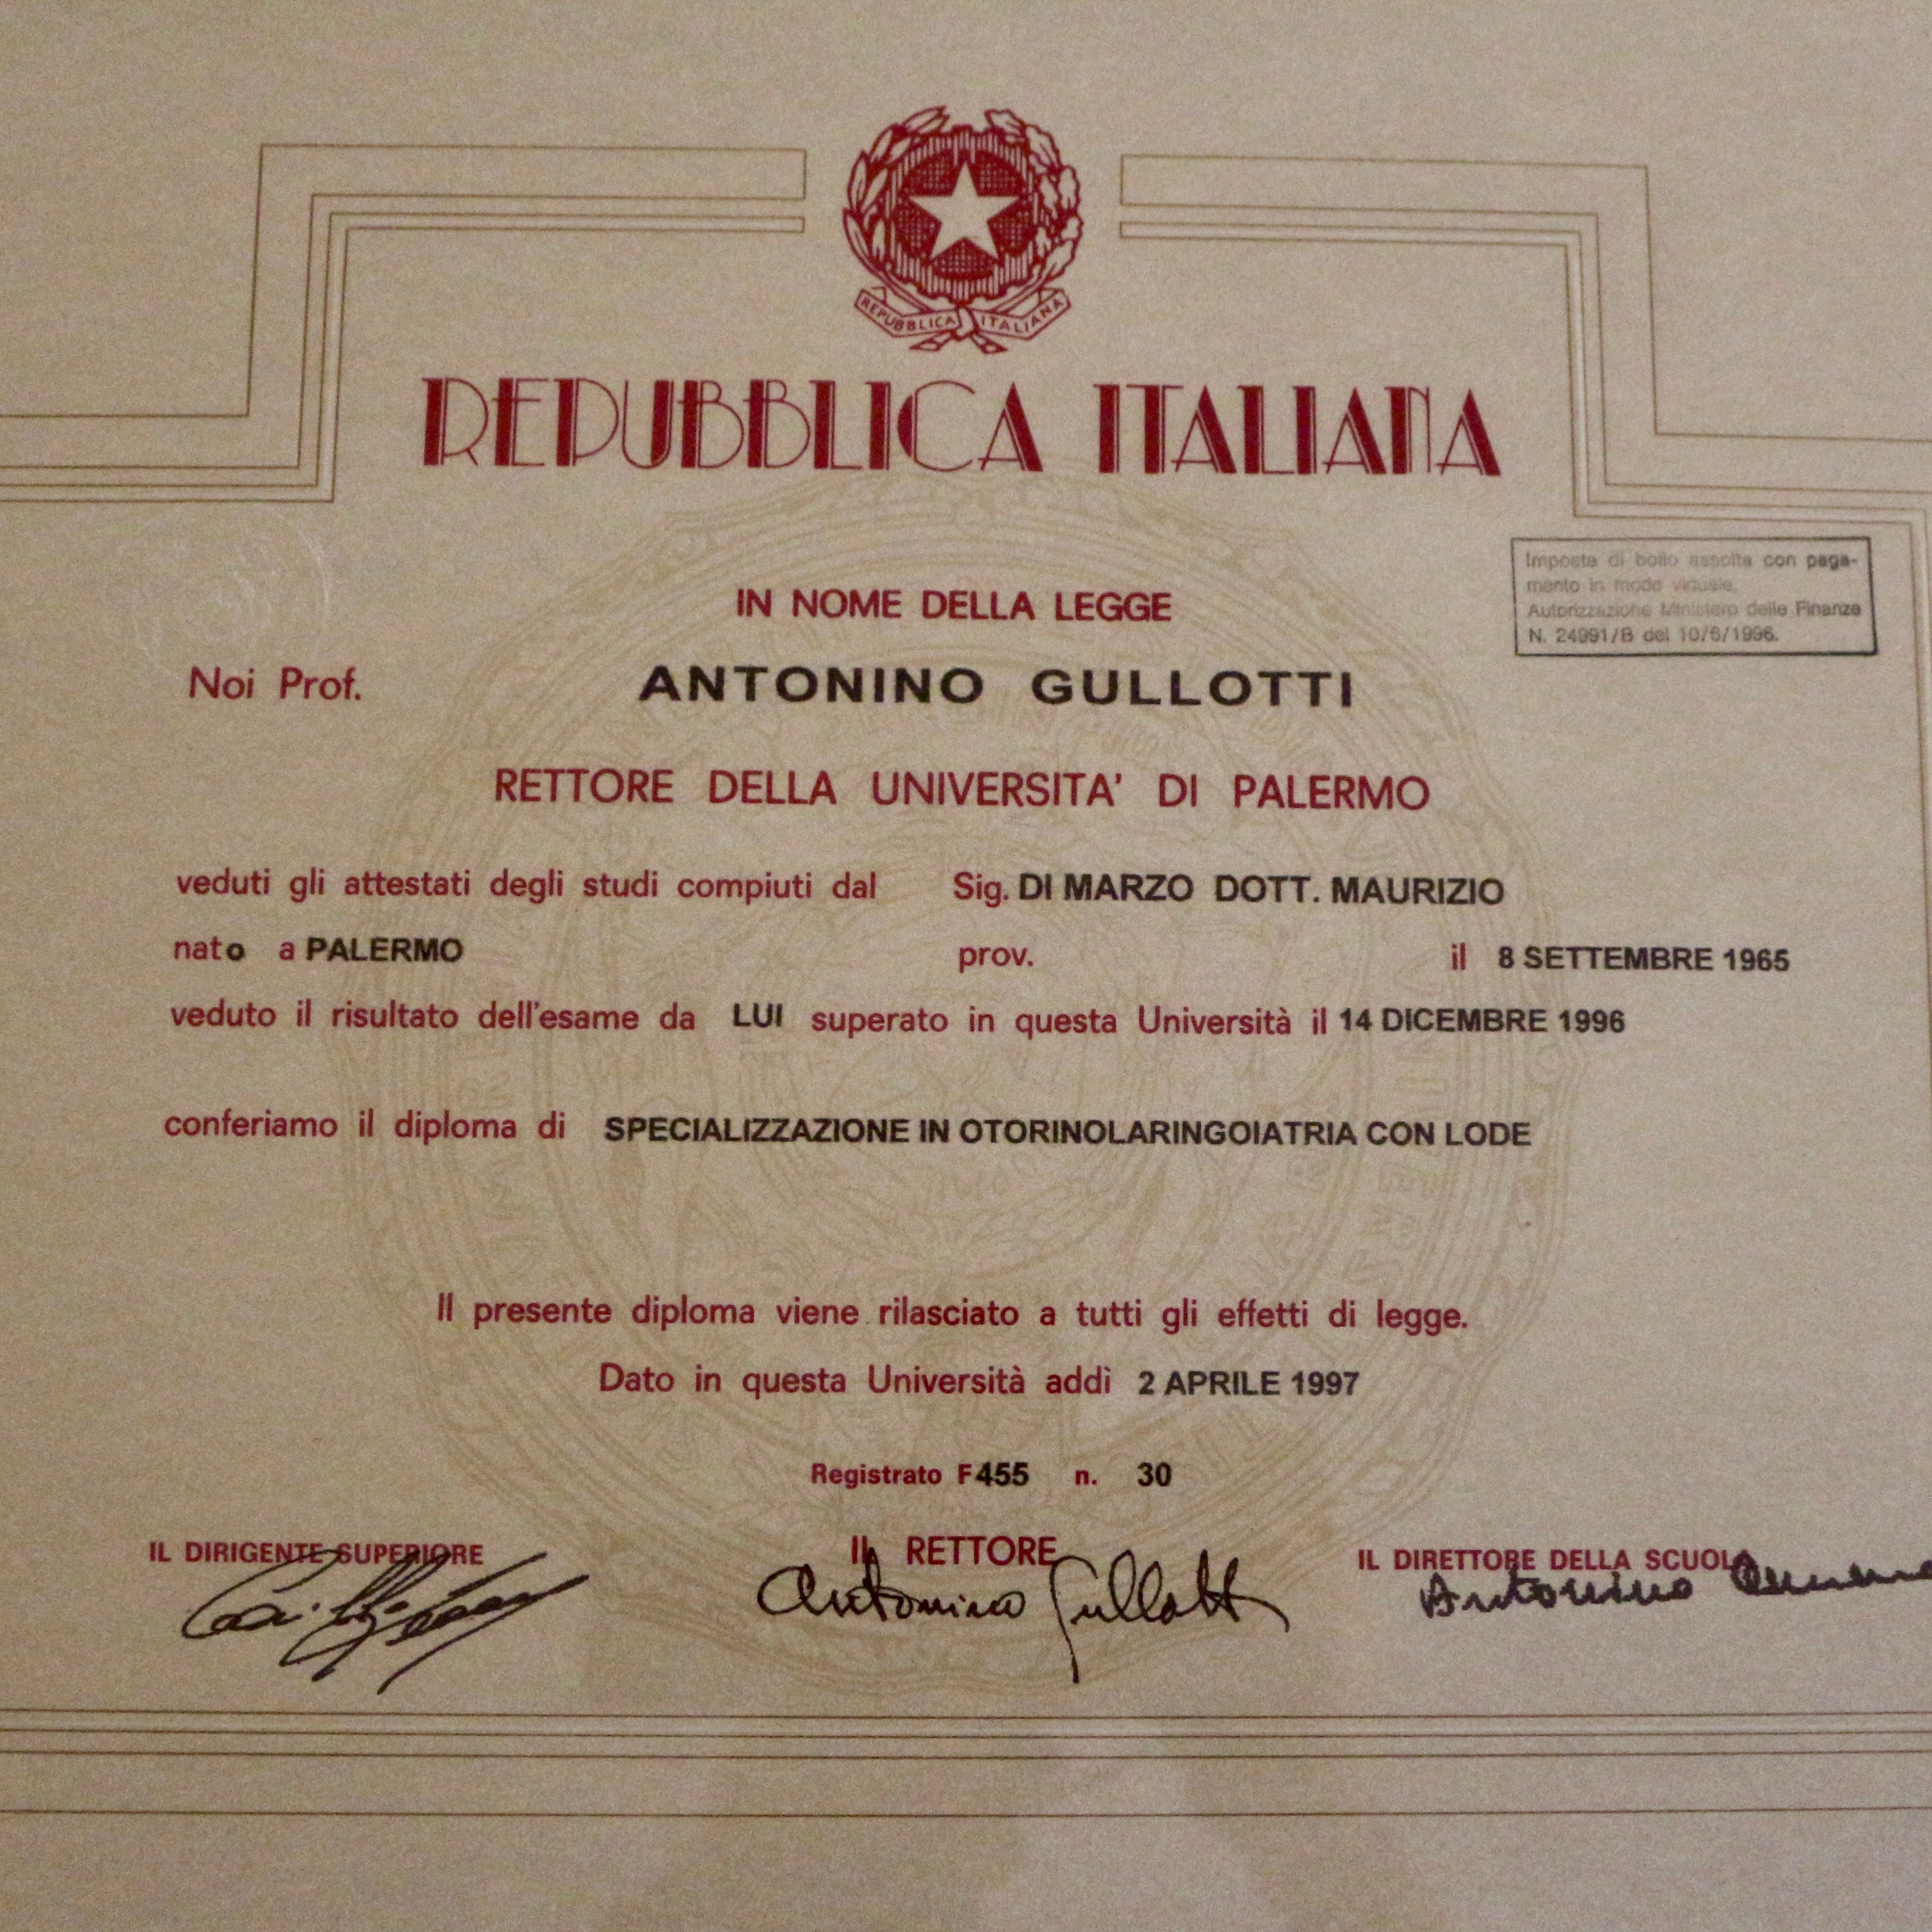 REPUBBLICA ITALIANA
REPUBBLICA ITALIANA
Imposta di bollo assolta con paga-
mento in modo virtuale.
Autorizzazione Ministero delle Finanze
N. 24991/B del 10/6/1996.
IN NOME DELLA LEGGE
Noi Prof. ANTONINO GULLOTTI
RETTORE DELLA UNIVERSITA' DI PALERMO
veduti gli attestati degli studi compiuti dal Sig. DI MARZO DOTT. MAURIZIO
nato a PALERMO prov. il 8 SETTEMBRE 1965
veduto il risultato dell'esame da LUI superato in questa Università il 14 DICEMBRE 1996
conferiamo il diploma di SPECIALIZZAZIONE IN OTORINOLARINGOIATRIA CON LODE
Il presente diploma viene rilasciato a tutti gli effetti di legge.
Dato in questa Università addì 2 APRILE 1997
Registrato F 455 n. 30
IL DIRIGENTE SUPERIORE IL RETTORE IL DIRETTORE DELLA SCUOLA
Antonino Gullotti Antonino